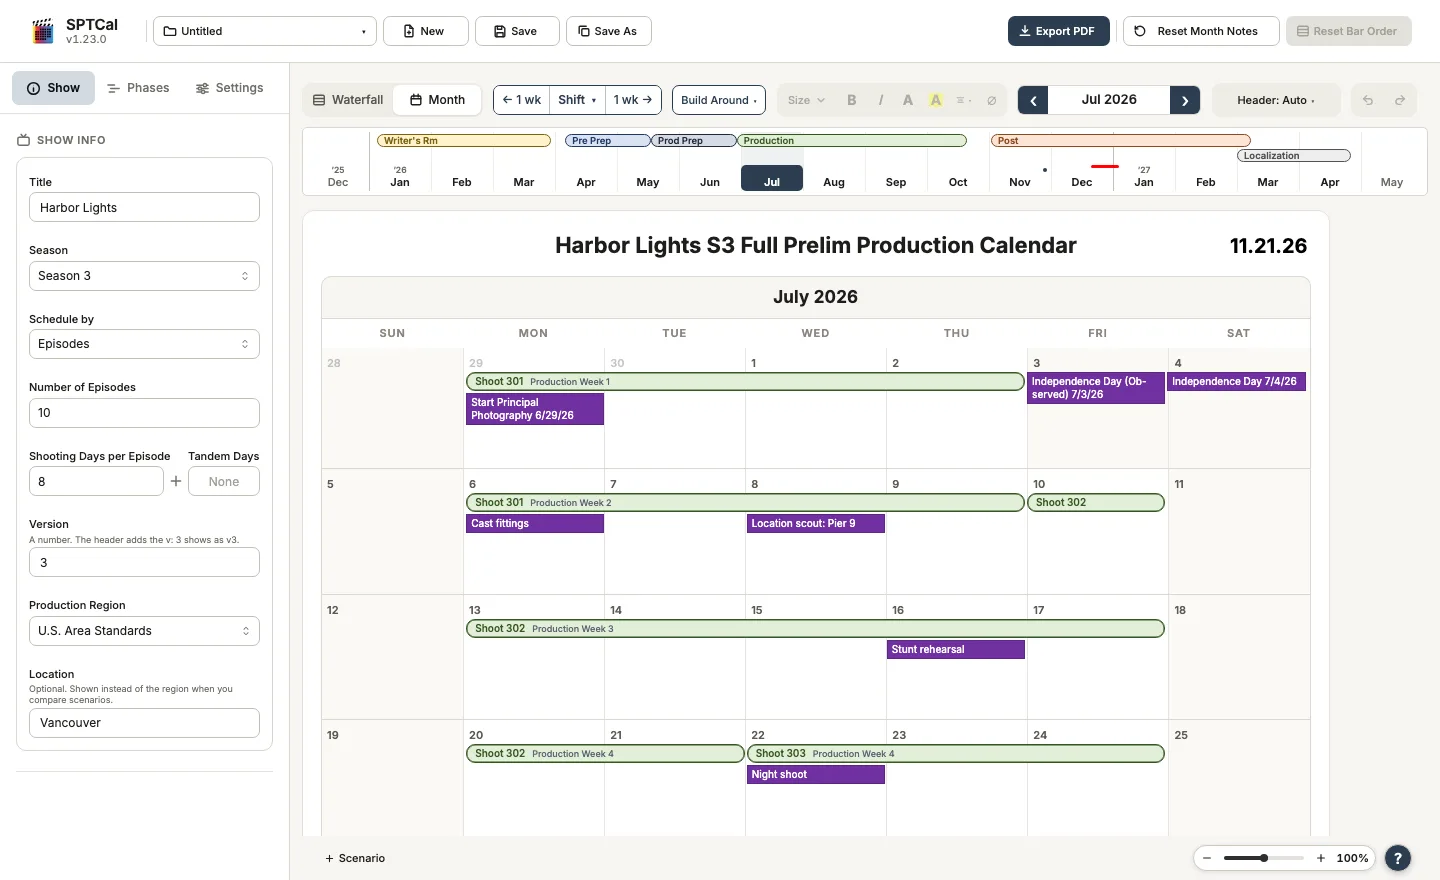 SPTCal
v1.23.0
Untitled
New
Save
Save As
Export PDF
Reset Month Notes
Reset Bar Order
Show
Phases
Settings
SHOW INFO
Title
Harbor Lights
Season
Season 3
Schedule by
Episodes
Number of Episodes
10
Shooting Days per Episode
Tandem Days
8
+
None
Version
A number. The header adds the v: 3 shows as v3.
3
Production Region
U.S. Area Standards
Location
Optional. Shown instead of the region when you
compare scenarios.
Vancouver
Waterfall
Month
← 1 wk
Shift
1 wk →
Build Around
Size
B
I
A
A
Jul 2026
Header: Auto
Writer's Rm
Pre Prep
Prod Prep
Production
Post
Localization
'25
Dec
'26
Jan
Feb
Mar
Apr
May
Jun
Jul
Aug
Sep
Oct
Nov
Dec
'27
Jan
Feb
Mar
Apr
May
Harbor Lights S3 Full Prelim Production Calendar
11.21.26
July 2026
SUN MON TUE WED THU FRI SAT
28 29 30 1 2 3 4
Shoot 301 Production Week 1
Start Principal
Photography 6/29/26
Independence Day (Ob-
served) 7/3/26
Independence Day 7/4/26
5 6 7 8 9 10 11
Shoot 301 Production Week 2
Shoot 302
Cast fittings
Location scout: Pier 9
12 13 14 15 16 17 18
Shoot 302 Production Week 3
Stunt rehearsal
19 20 21 22 23 24 25
Shoot 302 Production Week 4
Shoot 303 Production Week 4
Night shoot
+ Scenario
− + 100%
?